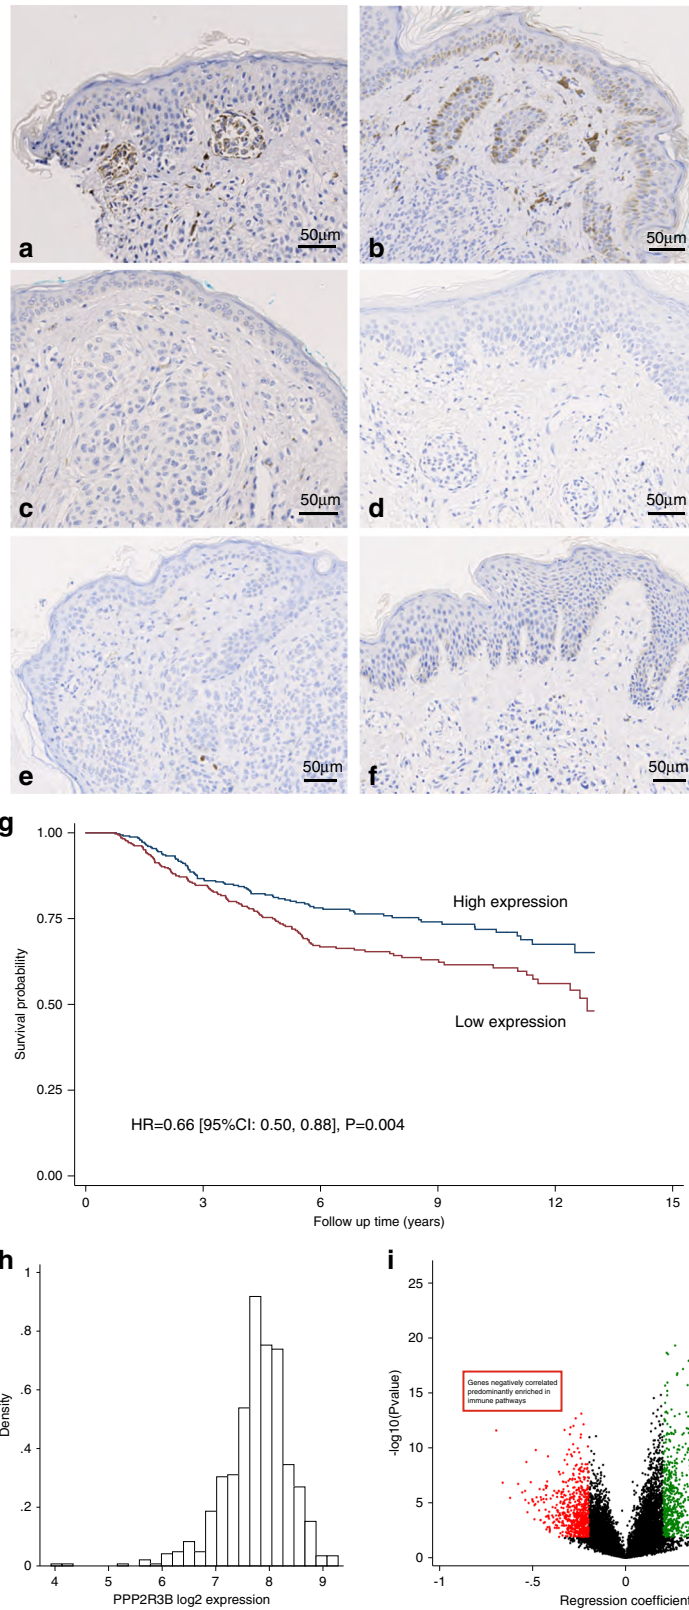 50μm
a
50μm
b
50μm
c
50μm
d
50μm
e
50μm
f
g
1.00
0.75
0.50
0.25
0.00
Survival probability
High expression
Low expression
HR=0.66 [95%CI: 0.50, 0.88], P=0.004
0 3 6 9 12 15
Follow up time (years)
h
1
.8
.6
.4
.2
0
Density
4 5 6 7 8 9
PPP2R3B log2 expression
i
25
20
15
10
5
0
-log10(Pvalue)
Genes negatively correlated
predominantly enriched in
immune pathways
-1 -.5 0
Regression coefficient